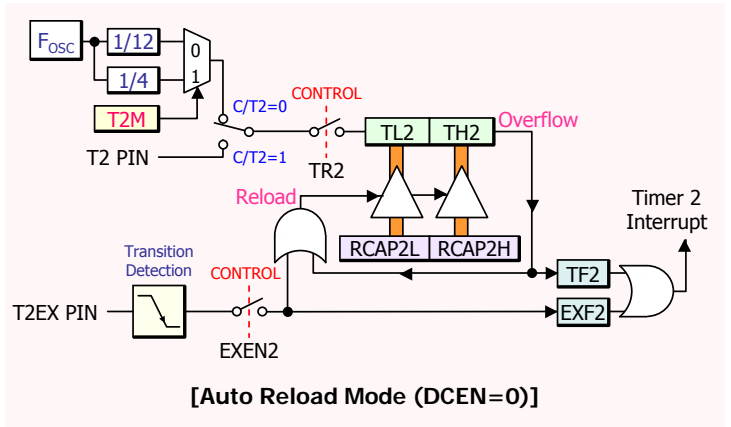 FOSC
1/12
0
1/4
1
T2M
C/T2=0
CONTROL
TL2
TH2
Overflow
T2 PIN
C/T2=1
TR2
Reload
Timer 2
Interrupt
RCAP2L
RCAP2H
Transition
Detection
CONTROL
TF2
T2EX PIN
EXF2
EXEN2
[Auto Reload Mode (DCEN=0)]